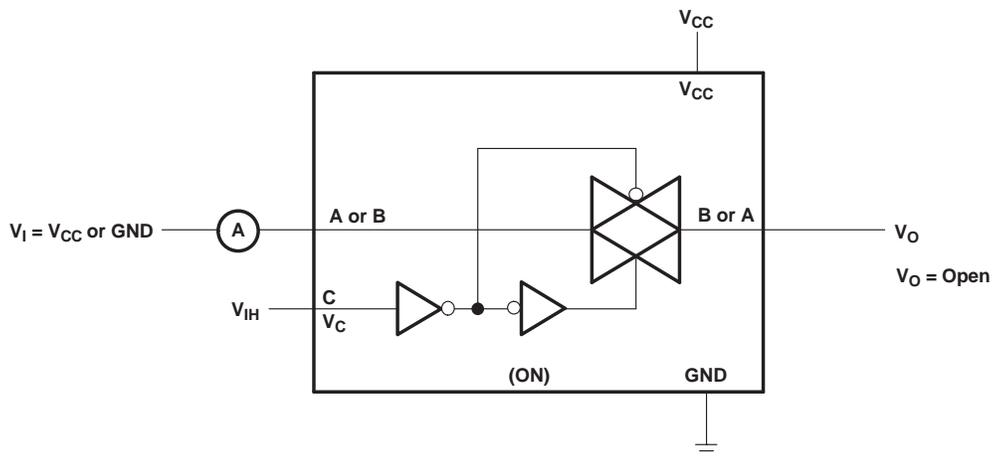 VCC
VCC
A or B
B or A
VI = VCC or GND
A
VO
VO = Open
C
VIH
VC
(ON)
GND